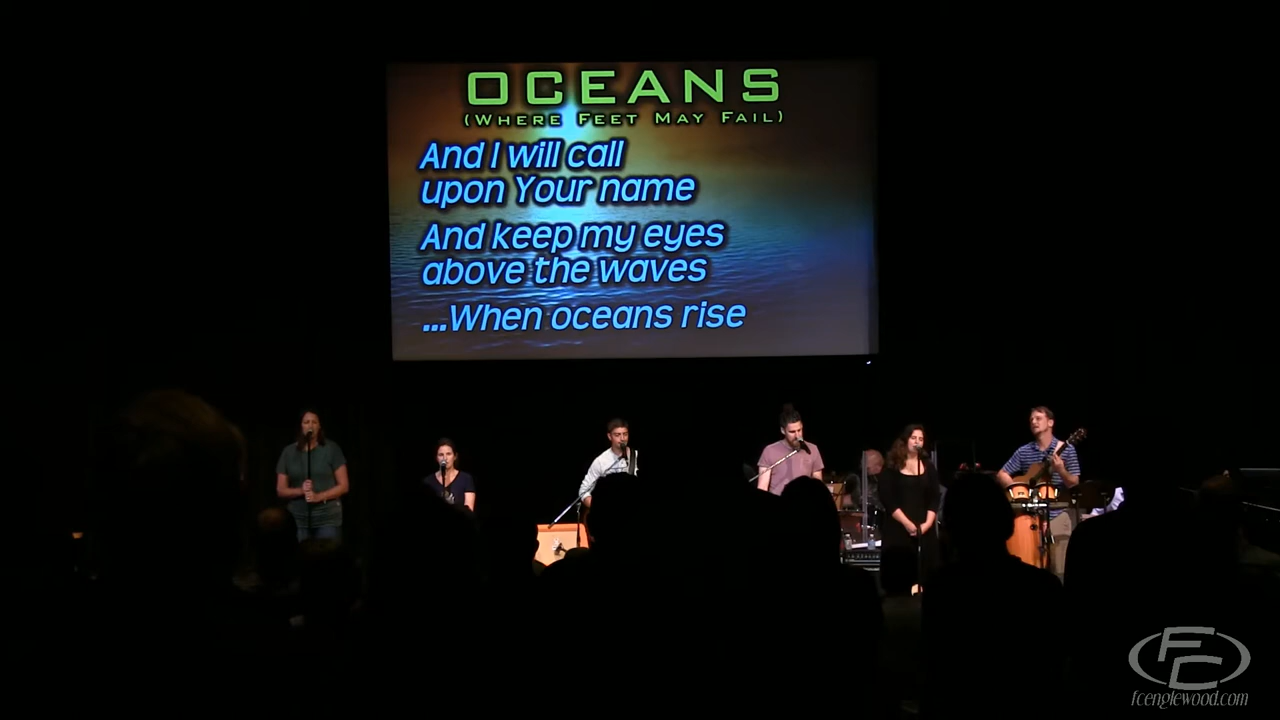 OCEANS
(Where Feet May Fail)
And I will call
upon Your name
And keep my eyes
above the waves
...When oceans rise
FC
fcenglewood.com